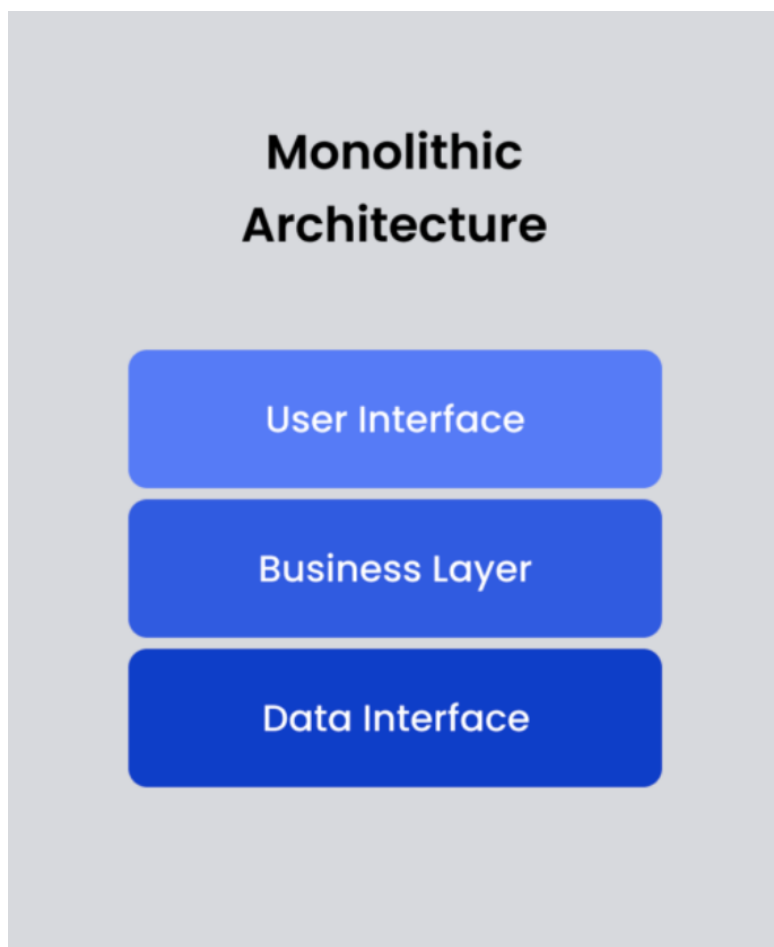 Monolithic
Architecture
User Interface
Business Layer
Data Interface